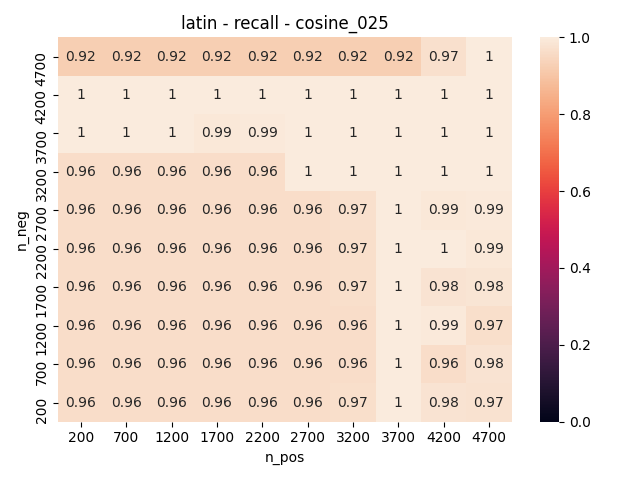 latin - recall - cosine_025
n_neg
4700 0.92 0.92 0.92 0.92 0.92 0.92 0.92 0.92 0.97 1
4200 1 1 1 1 1 1 1 1 1 1
3700 1 1 1 0.99 0.99 1 1 1 1 1
3200 0.96 0.96 0.96 0.96 0.96 1 1 1 1 1
2700 0.96 0.96 0.96 0.96 0.96 0.96 0.97 1 0.99 0.99
2200 0.96 0.96 0.96 0.96 0.96 0.96 0.97 1 1 0.99
1700 0.96 0.96 0.96 0.96 0.96 0.96 0.97 1 0.98 0.98
1200 0.96 0.96 0.96 0.96 0.96 0.96 0.96 1 0.99 0.97
700 0.96 0.96 0.96 0.96 0.96 0.96 0.96 1 0.96 0.98
200 0.96 0.96 0.96 0.96 0.96 0.96 0.97 1 0.98 0.97
200 700 1200 1700 2200 2700 3200 3700 4200 4700
n_pos
1.0
0.8
0.6
0.4
0.2
0.0